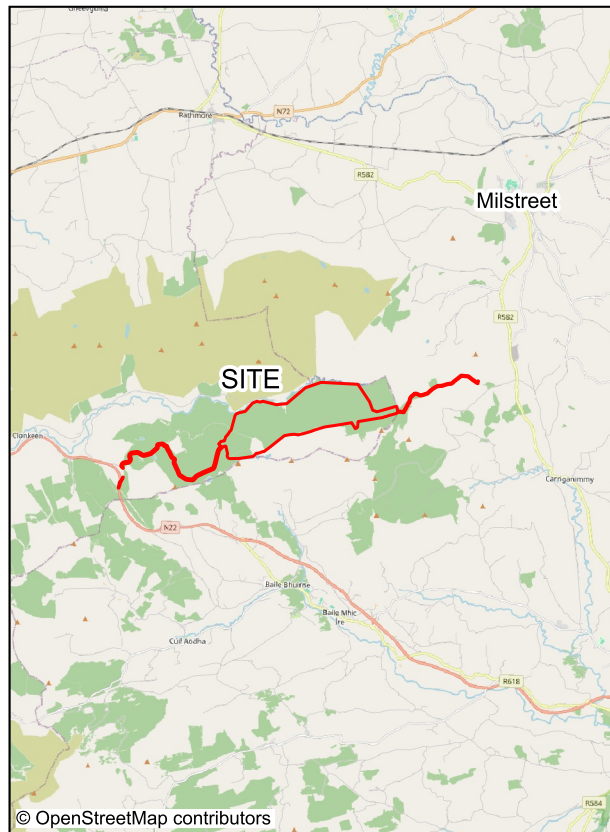 Gneevgullia
N72
Rathmore
R582
Milstreet
R582
SITE
Clonkeen
Carriganimmy
N22
Baile Bhuirne
Baile Mhic
Íre
Cúil Aodha
R618
R584
© OpenStreetMap contributors